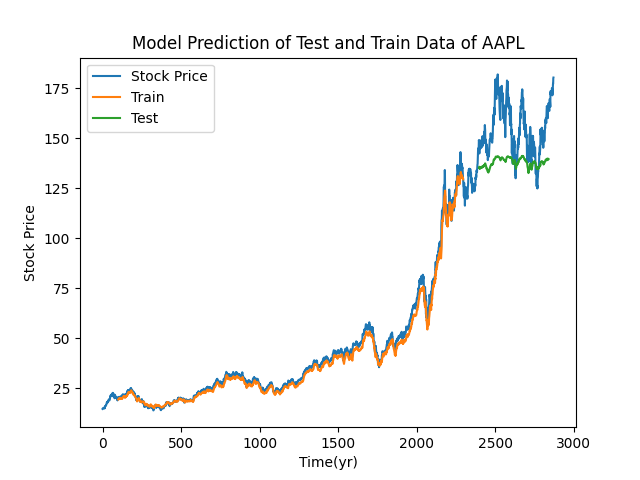 Model Prediction of Test and Train Data of AAPL
Stock Price
Train
Test
175
150
125
100
75
50
25
Stock Price
0 500 1000 1500 2000 2500 3000
Time(yr)